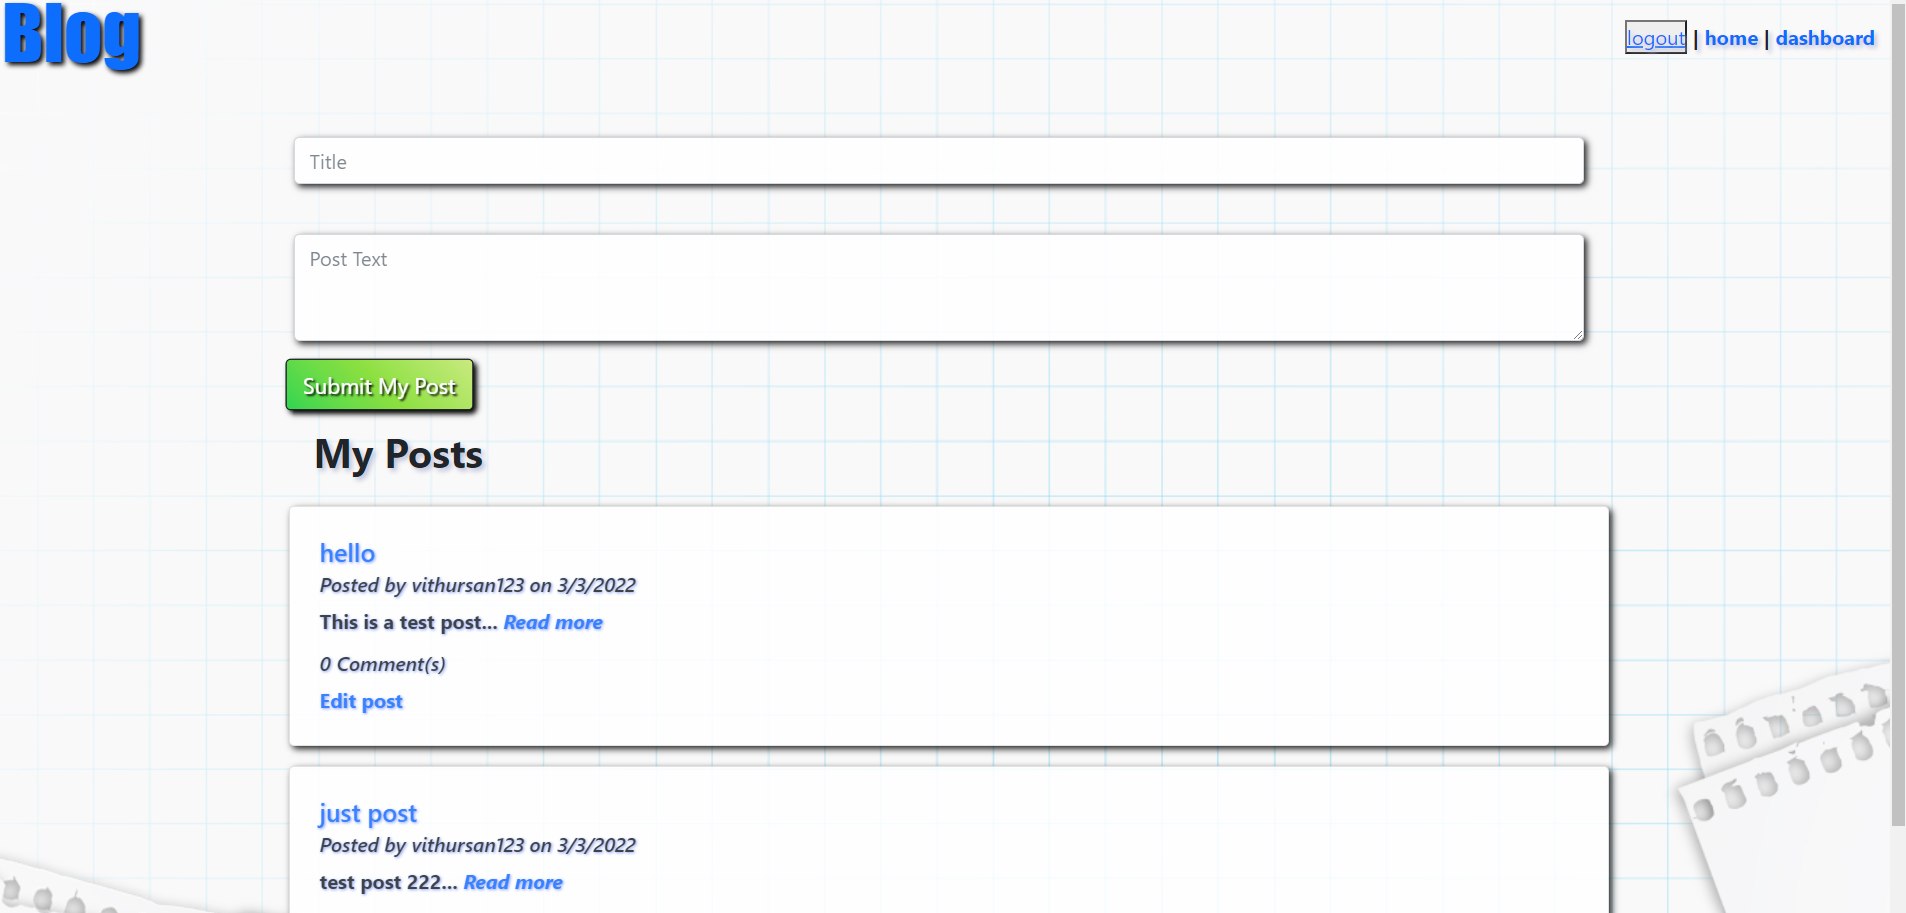 Blog
logout | home | dashboard
Title
Post Text
Submit My Post
My Posts
hello
Posted by vithursan123 on 3/3/2022
This is a test post... Read more
0 Comment(s)
Edit post
just post
Posted by vithursan123 on 3/3/2022
test post 222... Read more